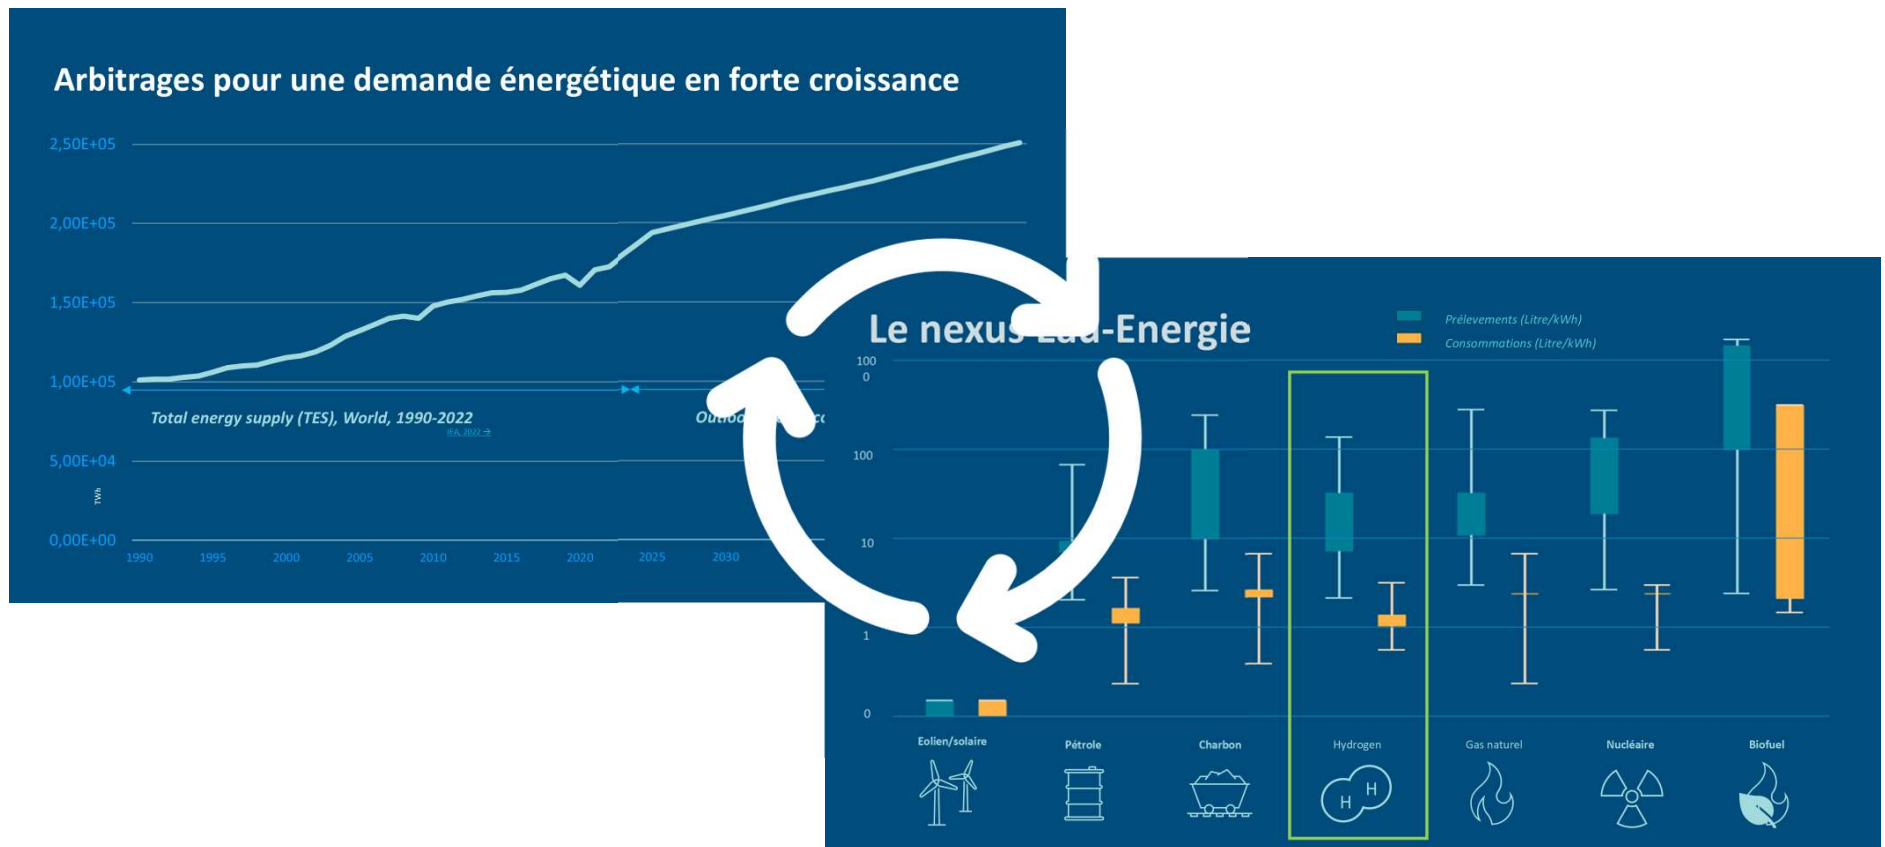 Arbitrages pour une demande énergétique en forte croissance
2,50E+05
2,00E+05
1,50E+05
1,00E+05
Total energy supply (TES), World, 1990-2022
IEA, 2022 →
5,00E+04
TWh
0,00E+00
1990 1995 2000 2005 2010 2015 2020 2025 2030
Le nexus -Energie
Prélevements (Litre/kWh)
Consommations (Litre/kWh)
100
0
100
10
1
0
Eolien/solaire Pétrole Charbon Hydrogen Gas naturel Nucléaire Biofuel
H H